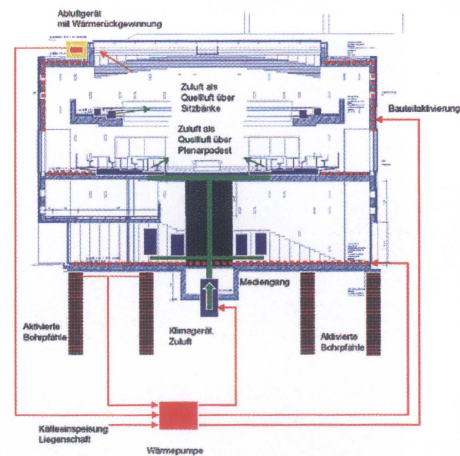 Abluftgerät
mit Wärmerückgewinnung
Zuluft als
Quellluft über
Sitzbänke
Zuluft als
Quellluft über
Plenarpodest
Bauteilaktivierung
Mediengang
Aktivierte
Bohrpfähle
Klimagerät,
Zuluft
Aktivierte
Bohrpfähle
Kälteeinspeisung
Liegenschaft
Wärmepumpe